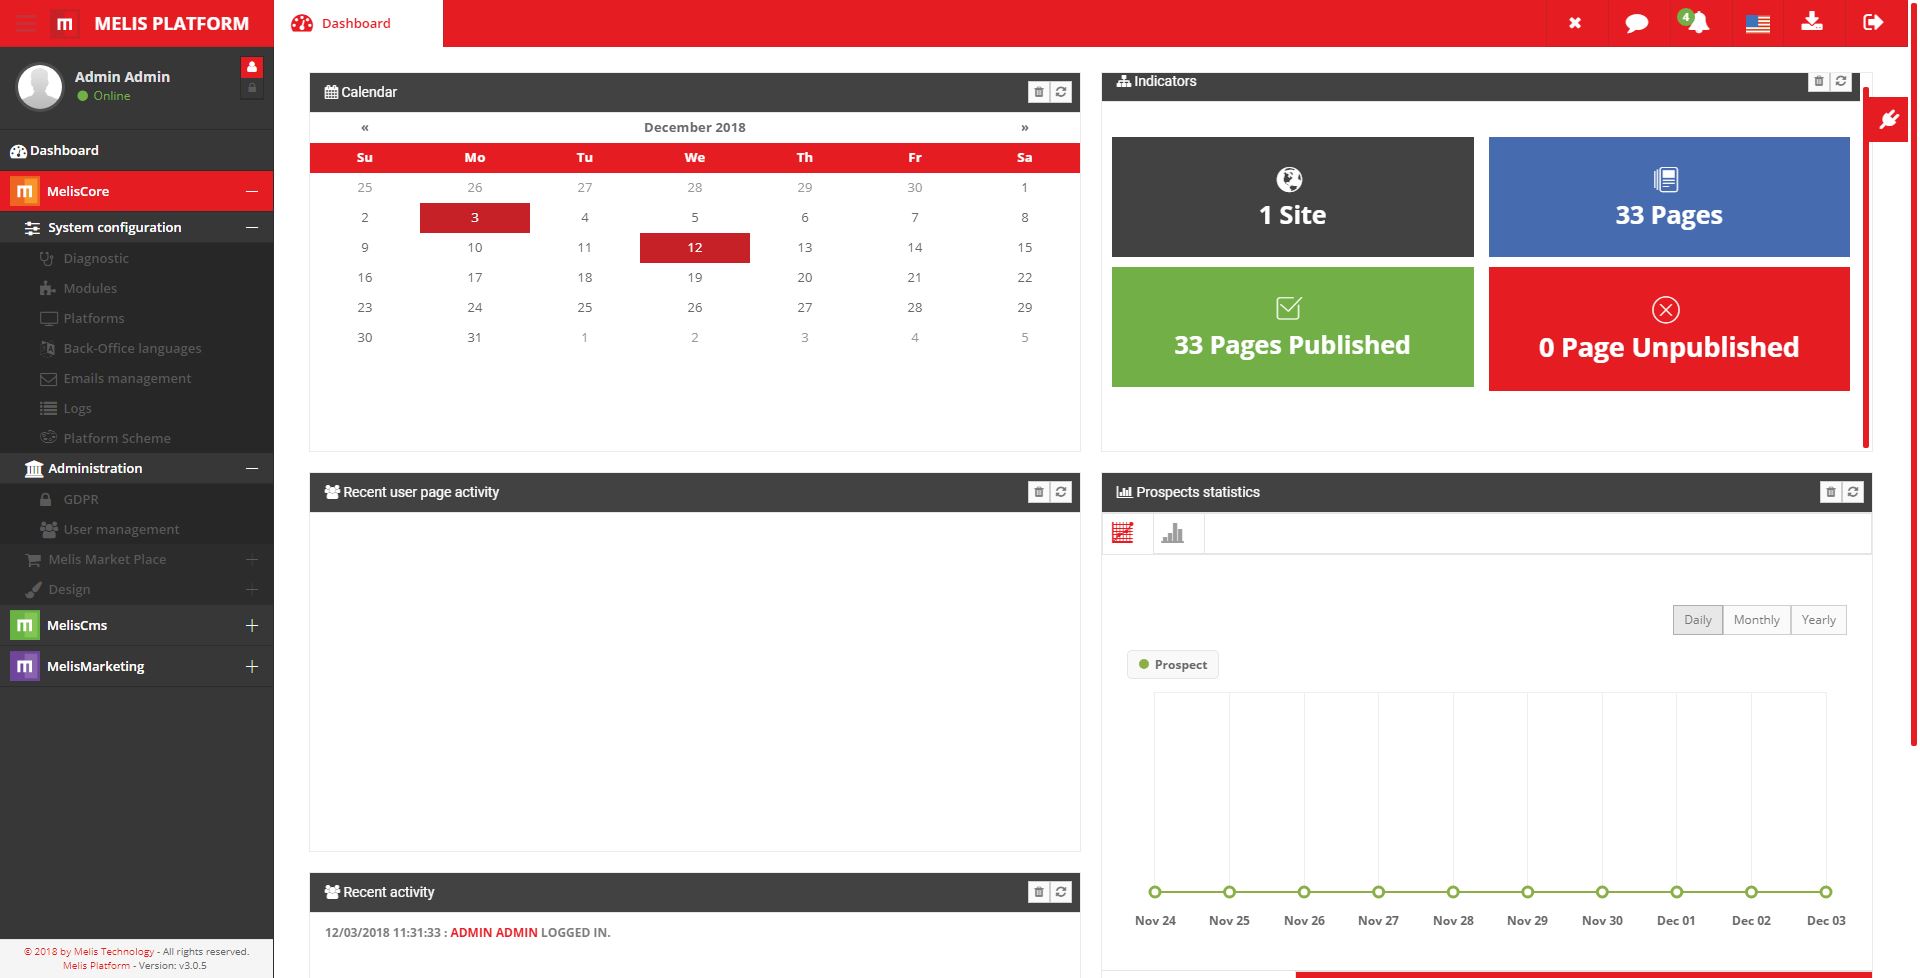 MELIS PLATFORM
Dashboard
4
Admin Admin
Online
Dashboard
MelisCore
System configuration
Diagnostic
Modules
Platforms
Back-Office languages
Emails management
Logs
Platform Scheme
Administration
GDPR
User management
Melis Market Place
Design
MelisCms
MelisMarketing
© 2018 by Melis Technology - All rights reserved.
Melis Platform - Version: v3.0.5
Calendar
« December 2018 »
Su Mo Tu We Th Fr Sa
25 26 27 28 29 30 1
2 3 4 5 6 7 8
9 10 11 12 13 14 15
16 17 18 19 20 21 22
23 24 25 26 27 28 29
30 31 1 2 3 4 5
Indicators
1 Site
33 Pages
33 Pages Published
0 Page Unpublished
Recent user page activity
Prospects statistics
Daily Monthly Yearly
Prospect
Nov 24 Nov 25 Nov 26 Nov 27 Nov 28 Nov 29 Nov 30 Dec 01 Dec 02 Dec 03
Recent activity
12/03/2018 11:31:33 : ADMIN ADMIN LOGGED IN.